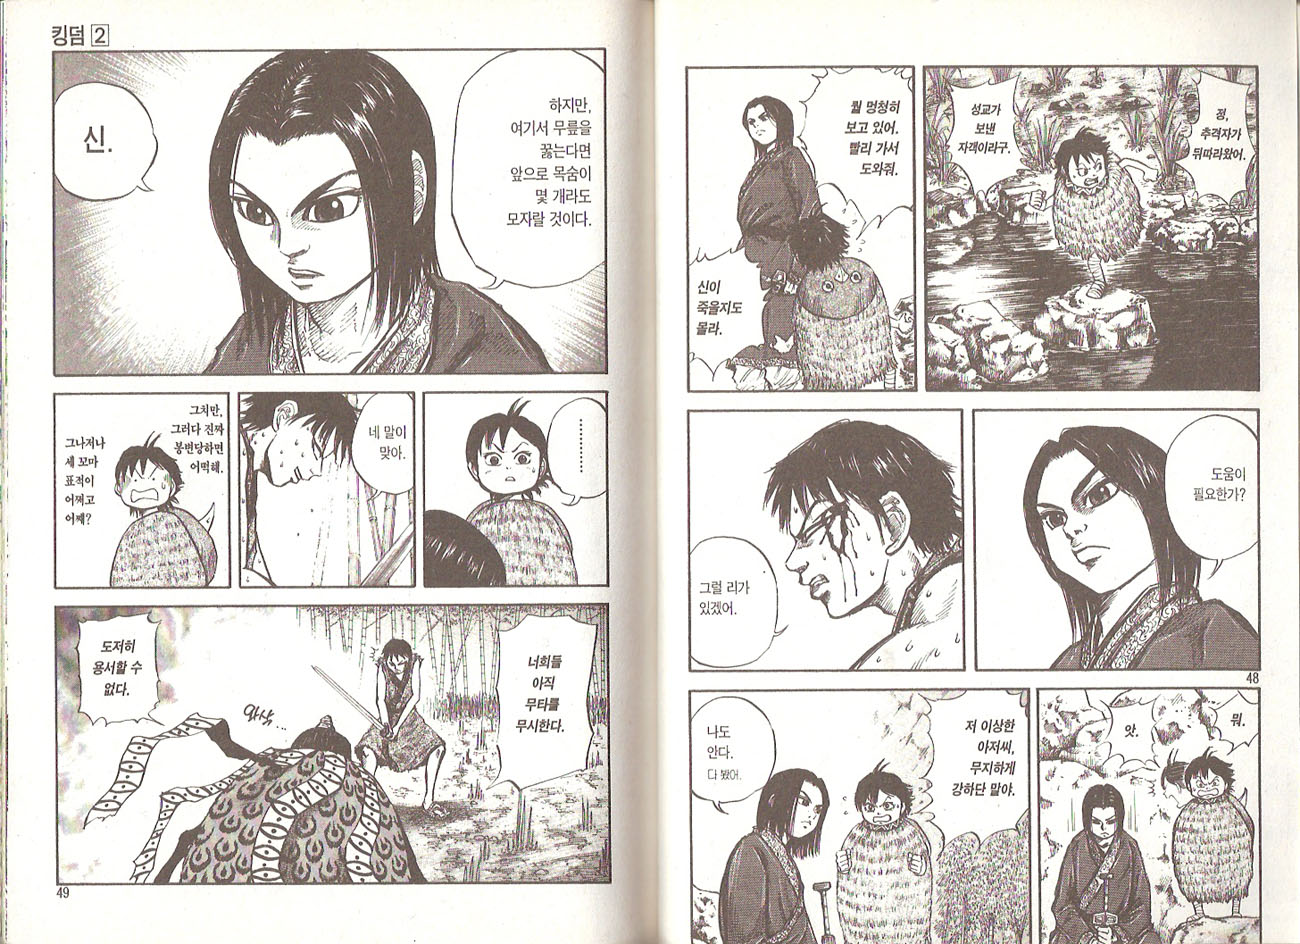 정,
추격자가
뒤따라왔어.
성교가
보낸
자객이라구.
뭘 멍청히
보고 있어.
빨리 가서
도와줘.
신이
죽을지도
몰라.
도움이
필요한가?
그럴 리가
있겠어.
48
뭐.
앗.
저 이상한
아저씨,
무지하게
강하단 말야.
나도
안다.
다 봤어.
킹덤 2
하지만,
여기서 무릎을
꿇는다면
앞으로 목숨이
몇 개라도
모자랄 것이다.
신.
………
네 말이
맞아.
그치만,
그러다 진짜
봉변당하면
어떡해.
그나저나
세 꼬마
표적이
어쩌고
어째?
너희들
아직
무타를
무시한다.
도저히
용서할 수
없다.
49